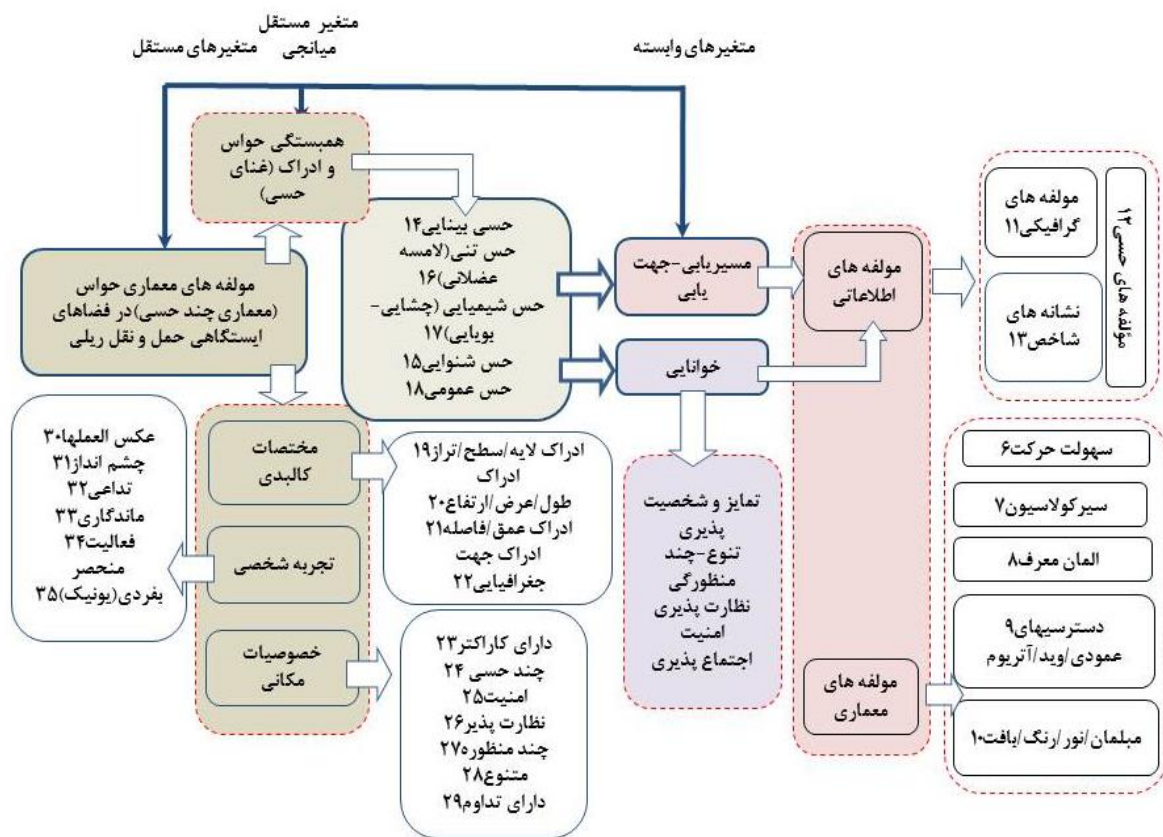 متغیر مستقل
میانجی
متغیرهای مستقل
متغیرهای وابسته
همبستگی حواس
و ادراک (غنای
حسی)
مولفه های معماری حواس
(معماری چند حسی)در فضاهای
ایستگاهی حمل و نقل ریلی
حسی بینایی۱۴
حس تنی(لامسه
عضلانی)۱۶
حس شیمیایی (چشایی-
بویایی)۱۷
حس شنوایی۱۵
حس عمومی۱۸
مسیریابی-جهت
یابی
خوانایی
مولفه های
اطلاعاتی
مولفه های
گرافیکی۱۱
نشانه های
شاخص۱۳
مؤلفه های حسی۱۲
مختصات
کالبدی
تجربه شخصی
خصوصیات
مکانی
عکس العملها۳۰
چشم انداز۳۱
تداعی۳۲
ماندگاری۳۳
فعالیت۳۴
منحصر
بفردی(یونیک)۳۵
ادراک لایه/سطح/تراز۱۹
ادراک
طول/عرض/ارتفاع۲۰
ادراک عمق/فاصله۲۱
ادراک جهت
جغرافیایی۲۲
دارای کاراکتر۲۳
چند حسی ۲۴
امنیت۲۵
نظارت پذیر۲۶
چند منظوره۲۷
متنوع۲۸
دارای تداوم۲۹
تمایز و شخصیت
پذیری
تنوع-چند
منظورگی
نظارت پذیری
امنیت
اجتماع پذیری
مولفه های
معماری
سهولت حرکت۶
سیرکولاسیون۷
المان معرف۸
دسترسیهای۹
عمودی/وید/آتریوم
مبلمان/نور/رنگ/بافت۱۰